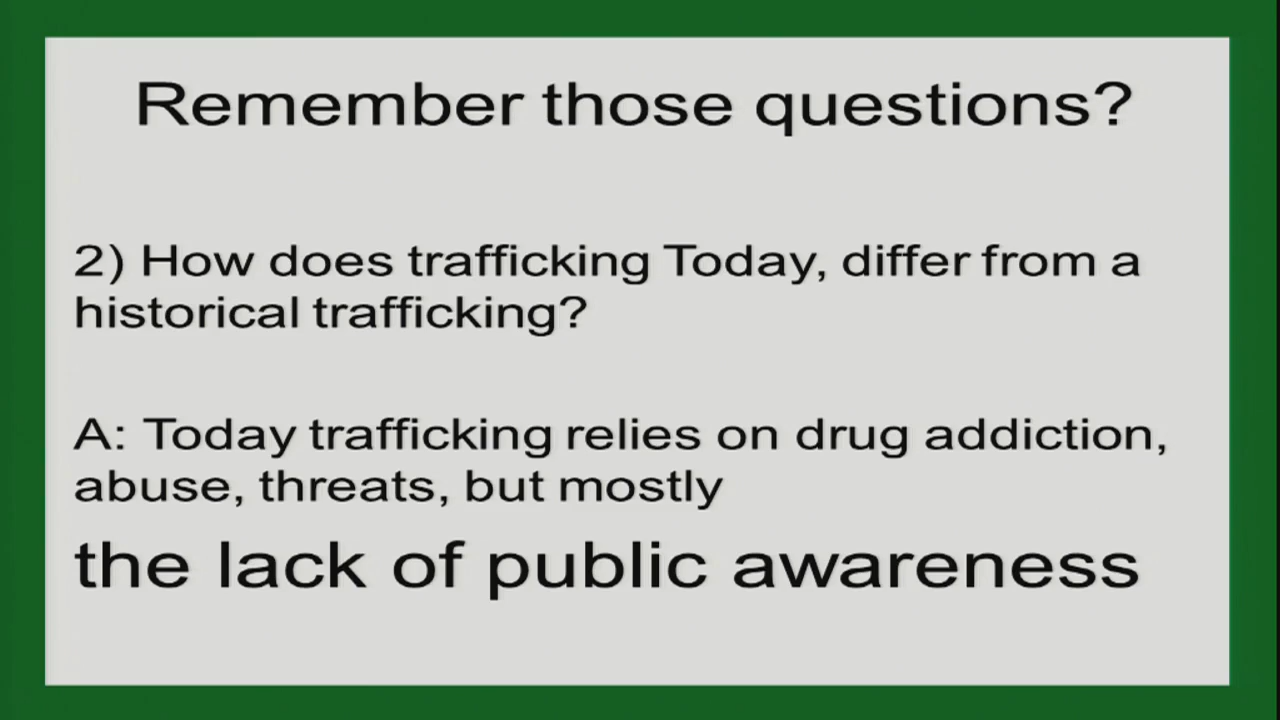 Remember those questions?
2) How does trafficking Today, differ from a
historical trafficking?
A: Today trafficking relies on drug addiction,
abuse, threats, but mostly
the lack of public awareness